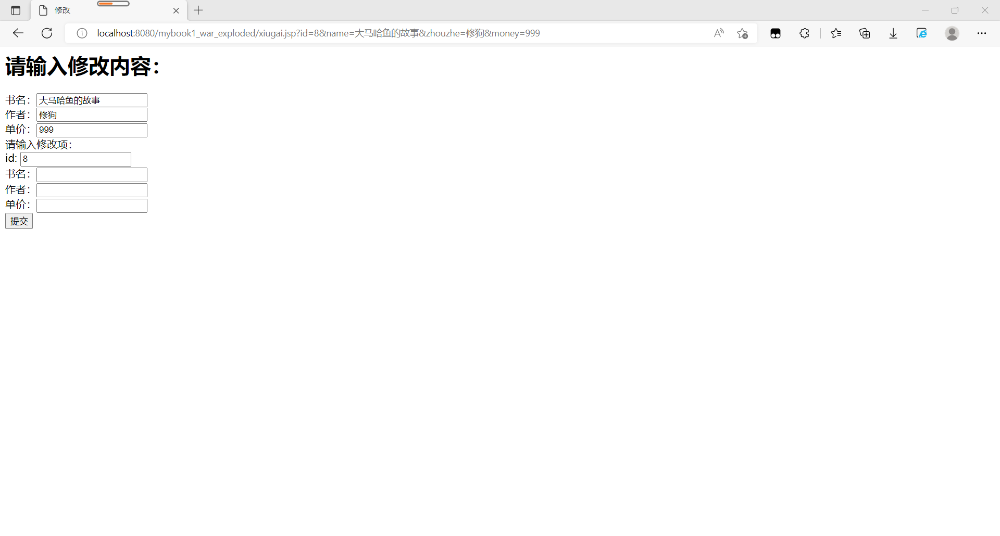 修改
localhost:8080/mybook1_war_exploded/xiugai.jsp?id=8&name=大马哈鱼的故事&zhouzhe=修狗&money=999
请输入修改内容：
书名： 大马哈鱼的故事
作者： 修狗
单价： 999
请输入修改项：
id: 8
书名：
作者：
单价：
提交